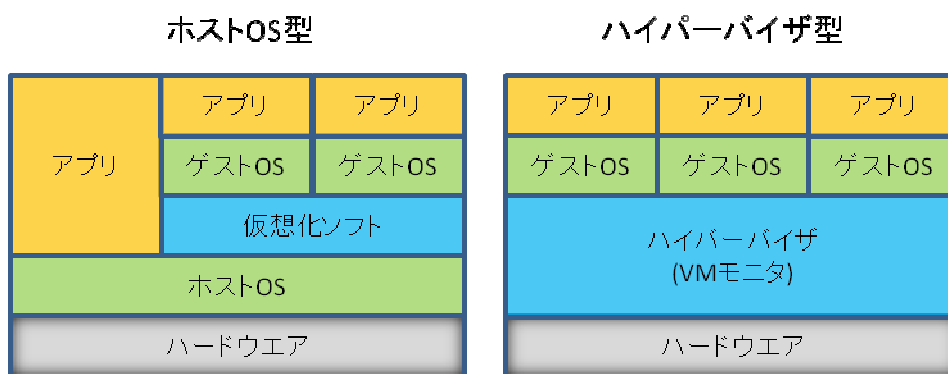 ホストOS型
アプリ
アプリ
アプリ
ゲストOS
ゲストOS
仮想化ソフト
ホストOS
ハードウエア
ハイパーバイザ型
アプリ
アプリ
アプリ
ゲストOS
ゲストOS
ゲストOS
ハイパーバイザ
(VMモニタ)
ハードウエア